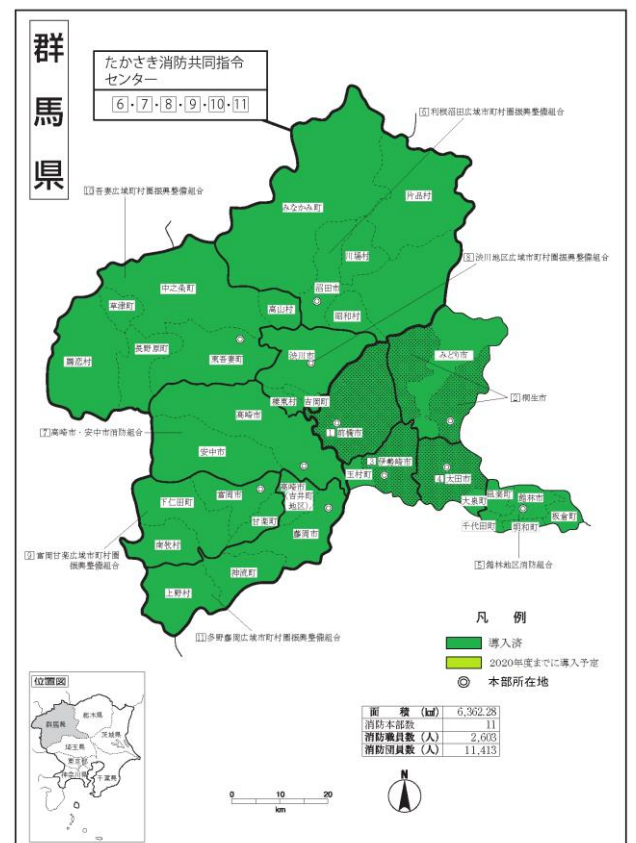 群馬県
たかさき消防共同指令
センター
6・7・8・9・10・11
6利根沼田広域市町村圏振興整備組合
片品村
みなかみ町
10吾妻広域町村圏振興整備組合
川場村
8渋川地区広域市町村圏振興整備組合
中之条町
沼田市
草津町
高山村
昭和村
みどり市
長野原町
渋川市
嬬恋村
東吾妻町
2桐生市
榛東村
吉岡町
高崎市
1前橋市
7高崎市・安中市消防組合
安中市
3伊勢崎市
4太田市
玉村町
富岡市
高崎市
(吉井町
地区)
下仁田町
大泉町
邑楽町
館林市
甘楽町
板倉町
藤岡市
千代田町
明和町
南牧村
9富岡甘楽広域市町村圏
振興整備組合
5館林地区消防組合
神流町
上野村
11多野藤岡広域市町村圏振興整備組合
凡 例
導入済
2020年度までに導入予定
◎ 本部所在地
位置図
群馬県
栃木県
茨城県
埼玉県
東京都
神奈川県
千葉県
面 積 (㎢) 6,362.28
消防本部数 11
消防職員数 (人) 2,603
消防団員数 (人) 11,413
N
0 10 20
km